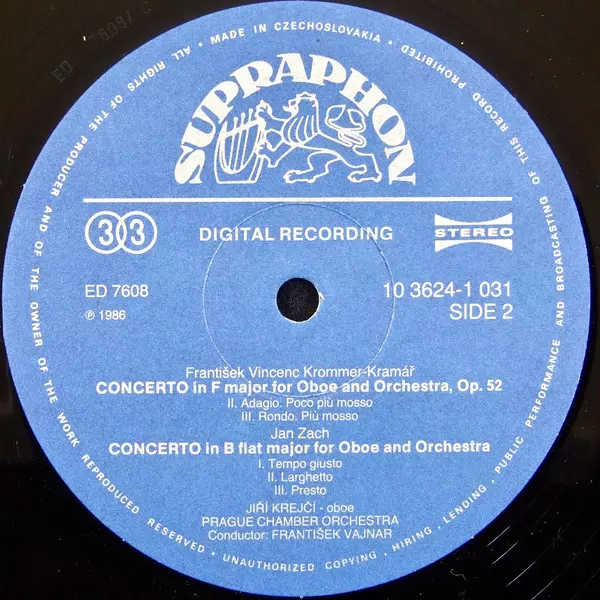 SUPRAPHON
33
DIGITAL RECORDING
STEREO
ED 7608
℗ 1986
10 3624-1 031
SIDE 2
František Vincenc Krommer-Kramář
CONCERTO in F major for Oboe and Orchestra, Op. 52
II. Adagio. Poco più mosso
III. Rondo. Più mosso
Jan Zach
CONCERTO in B flat major for Oboe and Orchestra
I. Tempo giusto
II. Larghetto
III. Presto
JIŘÍ KREJČÍ - oboe
PRAGUE CHAMBER ORCHESTRA
Conductor: FRANTIŠEK VAJNAR
• MADE IN CZECHOSLOVAKIA • ALL RIGHTS OF THE PRODUCER AND OF THE OWNER OF THE WORK REPRODUCED RESERVED • UNAUTHORIZED COPYING, HIRING, LENDING, PUBLIC PERFORMANCE AND BROADCASTING OF THIS RECORD PROHIBITED